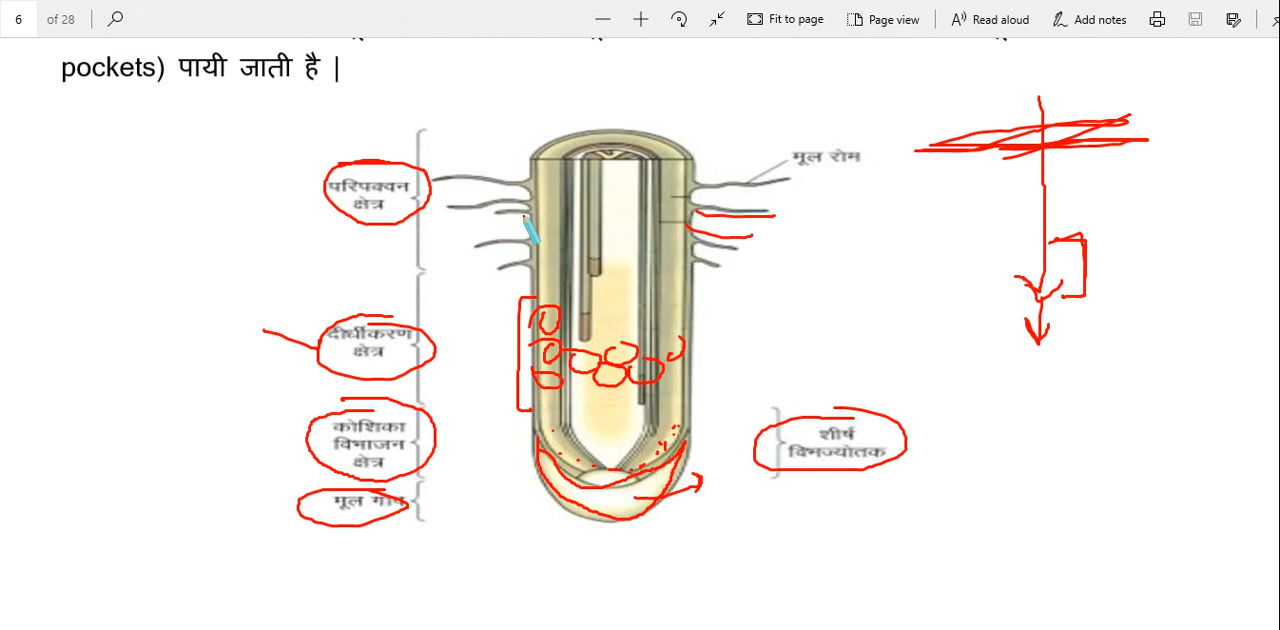 6 of 28 Fit to page Page view Read aloud Add notes
pockets) पायी जाती है |
मूल रोम
परिपक्वन
क्षेत्र
दीर्घीकरण
क्षेत्र
कोशिका
विभाजन
क्षेत्र
शीर्ष
विभज्योतक
मूल गोप